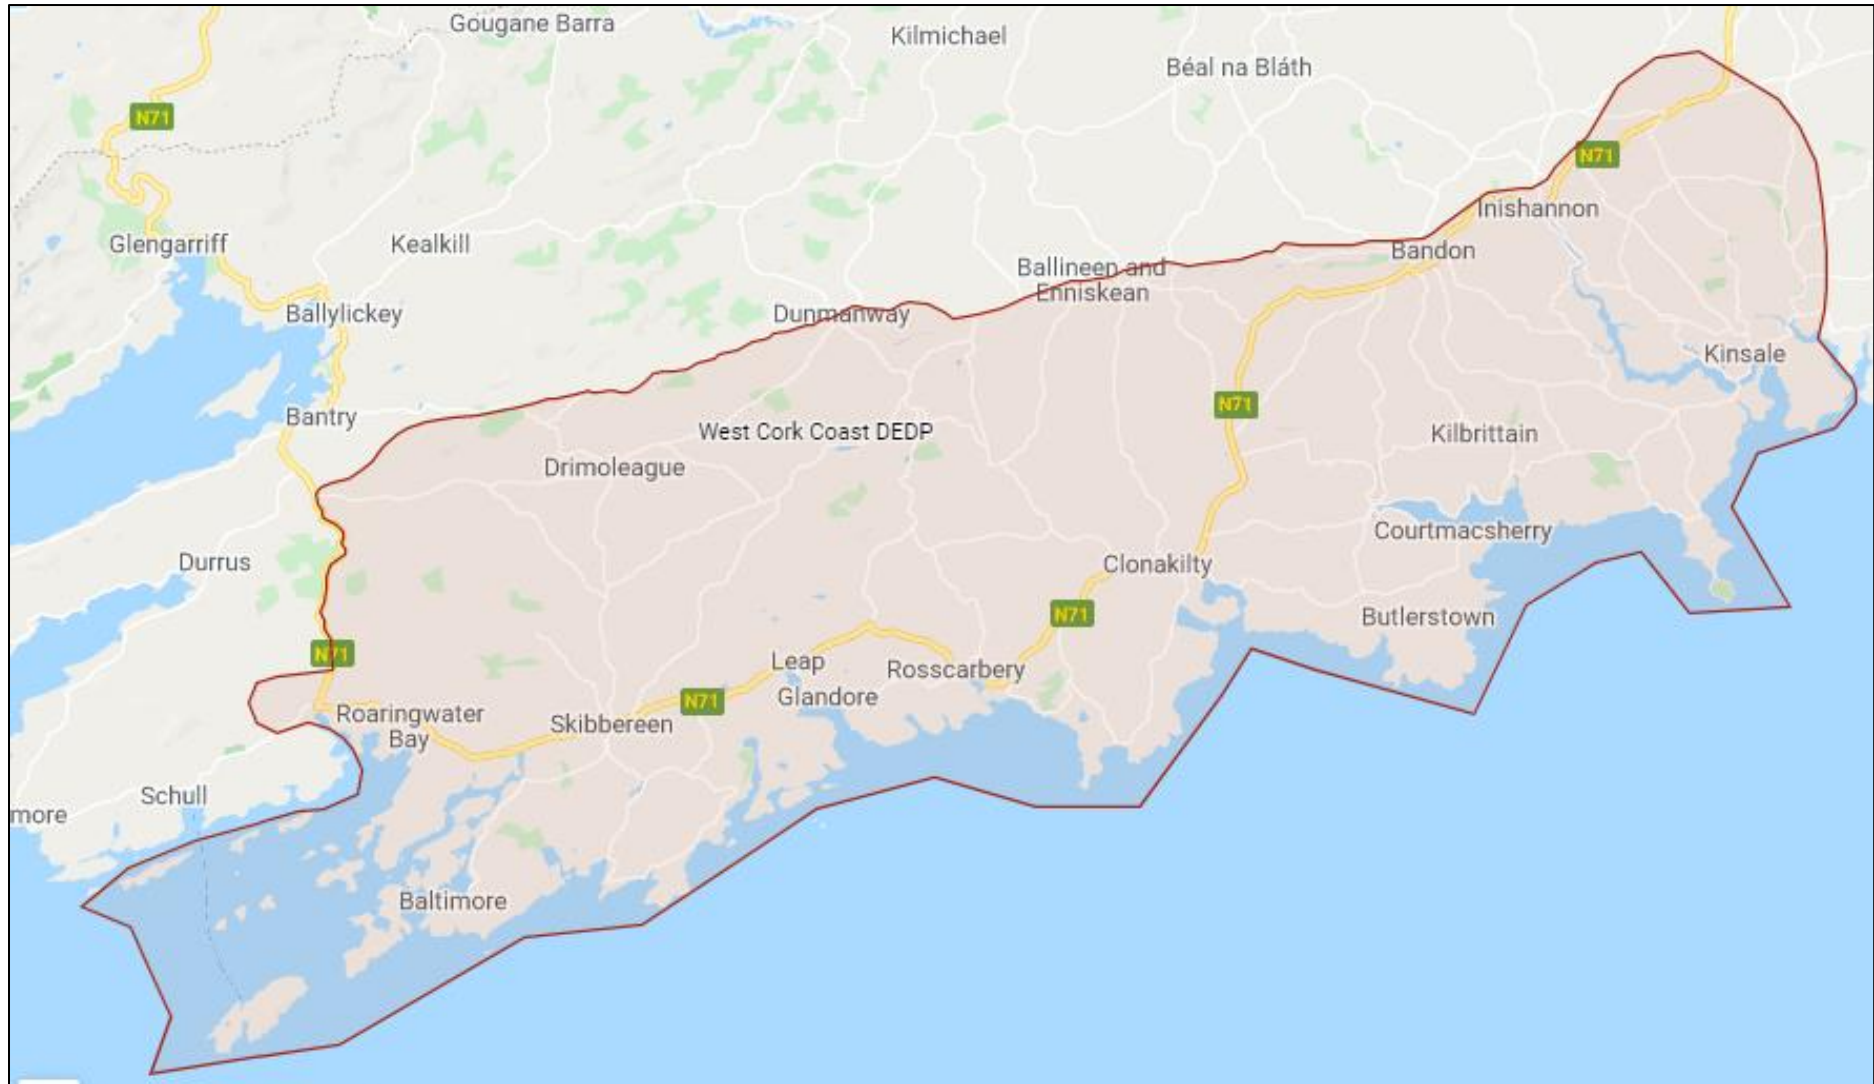 Gougane Barra
Kilmichael
Béal na Bláth
N71
N71
Inishannon
Glengarriff
Kealkill
Bandon
Ballineen and
Enniskean
Ballylickey
Dunmanway
Kinsale
N71
Bantry
West Cork Coast DEDP
Kilbrittain
Drimoleague
Courtmacsherry
Durrus
Clonakilty
N71
Butlerstown
N71
Leap
Rosscarbery
Glandore
N71
Roaringwater
Bay
Skibbereen
Schull
more
Baltimore